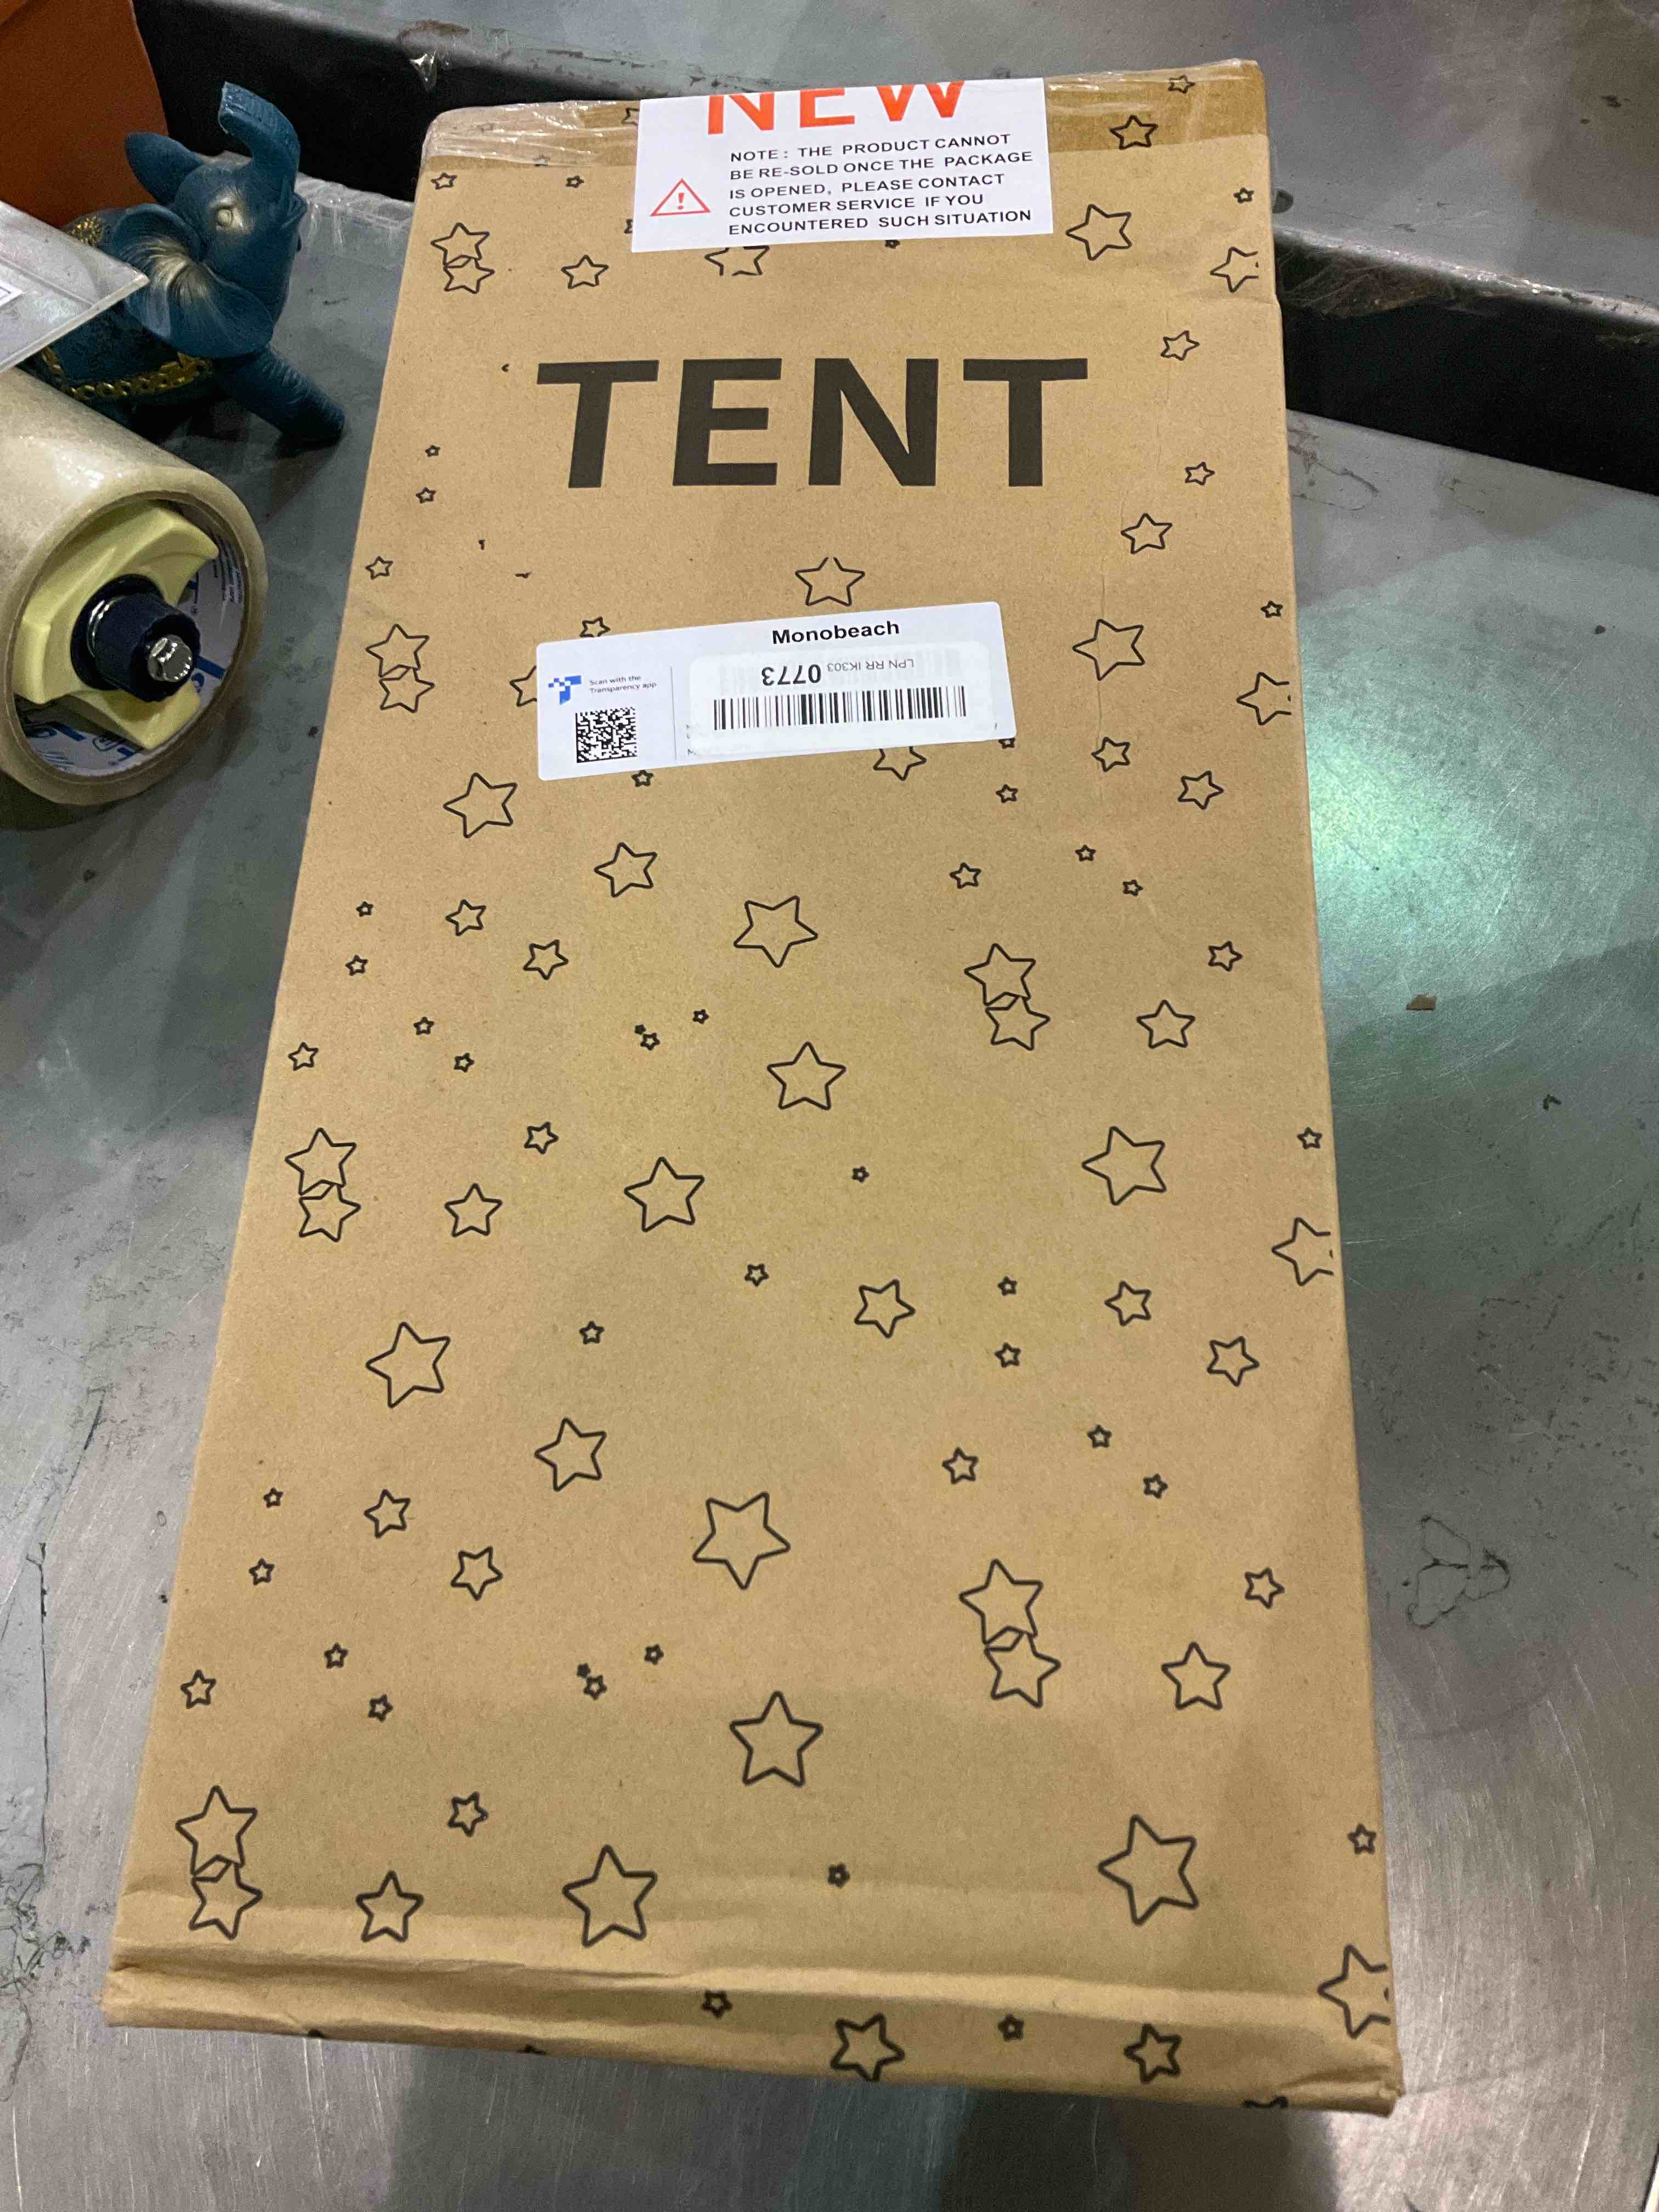 NEW
NOTE: THE PRODUCT CANNOT
BE RE-SOLD ONCE THE PACKAGE
IS OPENED, PLEASE CONTACT
CUSTOMER SERVICE IF YOU
ENCOUNTERED SUCH SITUATION
TENT
Monobeach
Scan with the
Transparency app
LPN RR IK303
0773